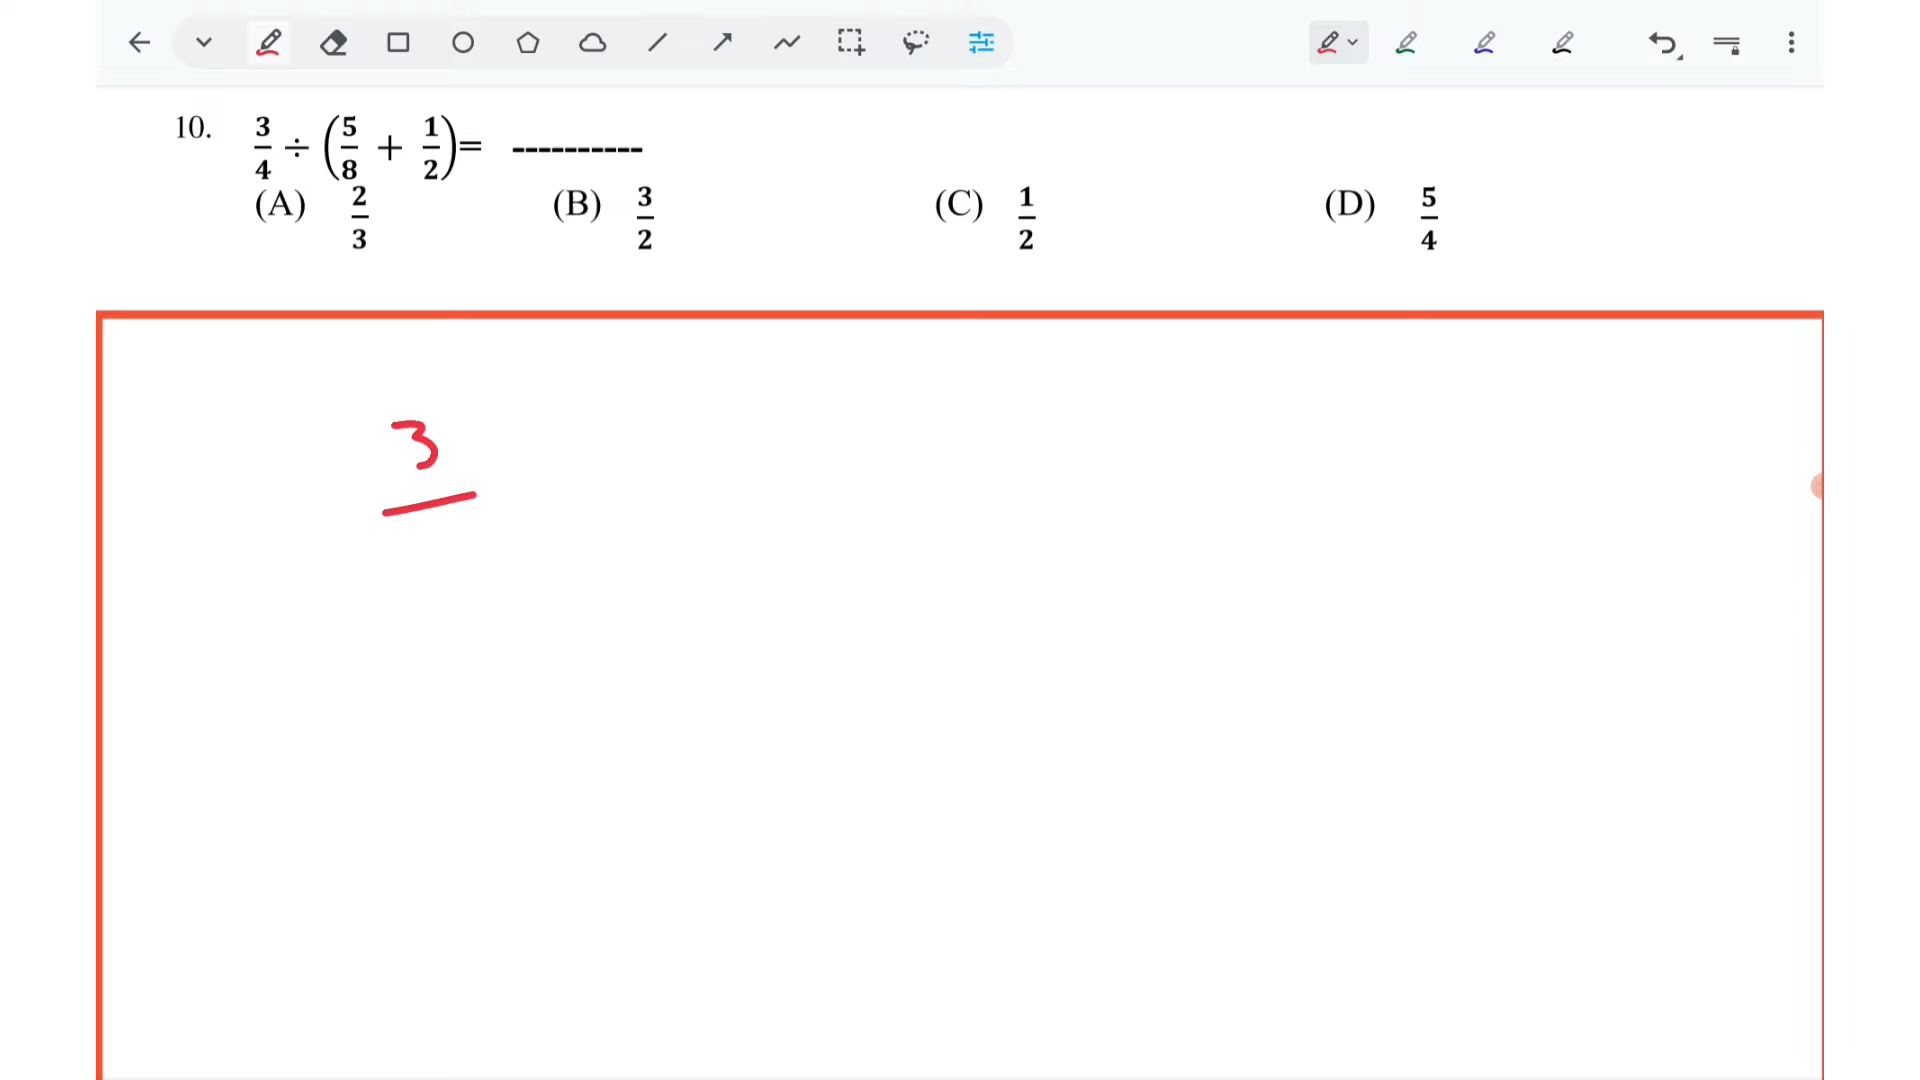 10. 3/4 ÷ (5/8 + 1/2)= ----------
(A) 2/3 (B) 3/2 (C) 1/2 (D) 5/4
3